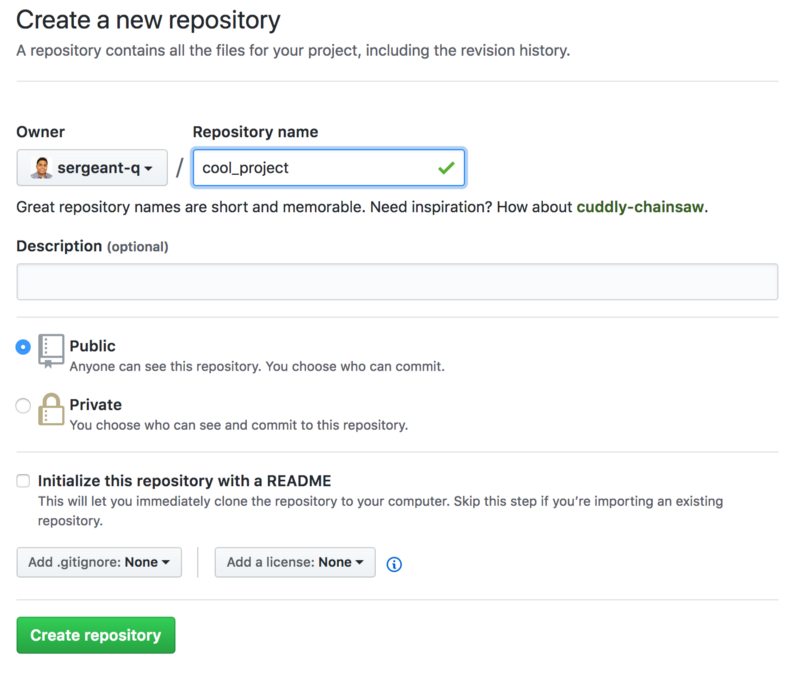 Create a new repository
A repository contains all the files for your project, including the revision history.
Owner
Repository name
sergeant-q
/
cool_project
Great repository names are short and memorable. Need inspiration? How about cuddly-chainsaw.
Description (optional)
Public
Anyone can see this repository. You choose who can commit.
Private
You choose who can see and commit to this repository.
Initialize this repository with a README
This will let you immediately clone the repository to your computer. Skip this step if you’re importing an existing
repository.
Add .gitignore: None
Add a license: None
Create repository